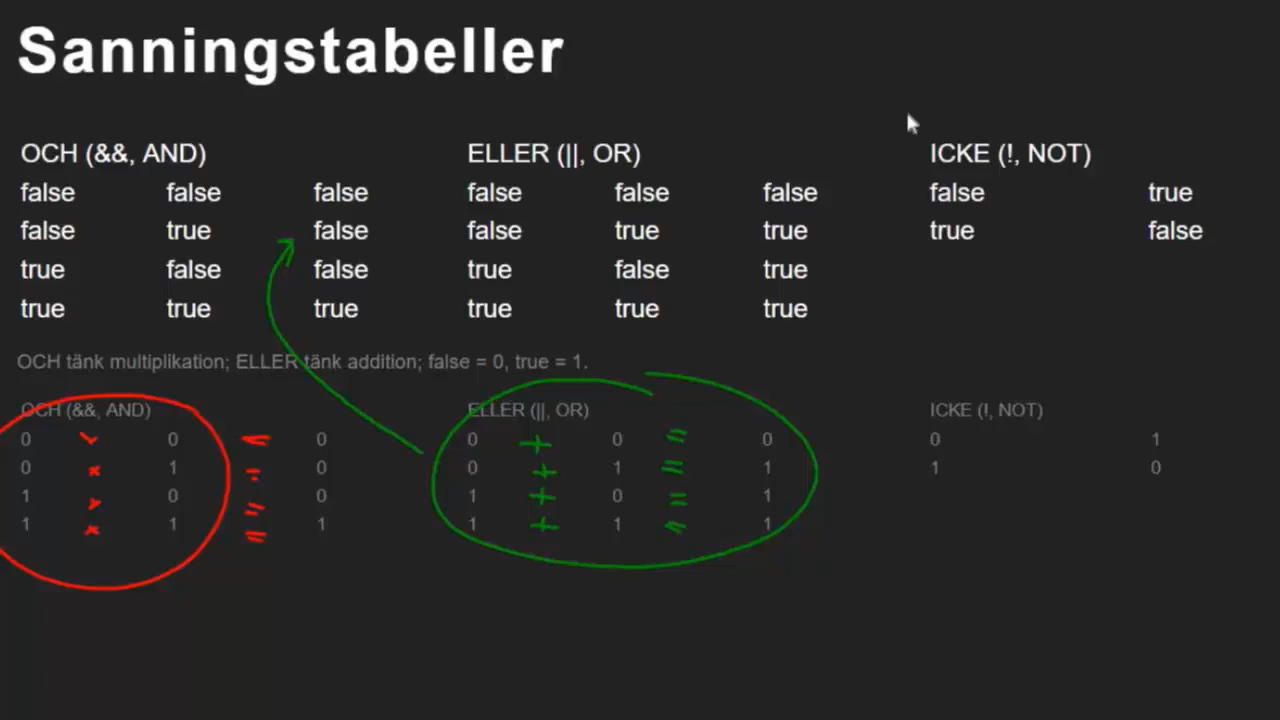 Sanningstabeller
OCH (&&, AND) ELLER (||, OR) ICKE (!, NOT)
false false false false false false false true
false true false false true true true false
true false false true false true
true true true true true true
OCH tänk multiplikation; ELLER tänk addition; false = 0, true = 1.
OCH (&&, AND) ELLER (||, OR) ICKE (!, NOT)
0 × 0 = 0 0 + 0 = 0 0 1
0 × 1 = 0 0 + 1 = 1 1 0
1 × 0 = 0 1 + 0 = 1
1 × 1 = 1 1 + 1 = 1